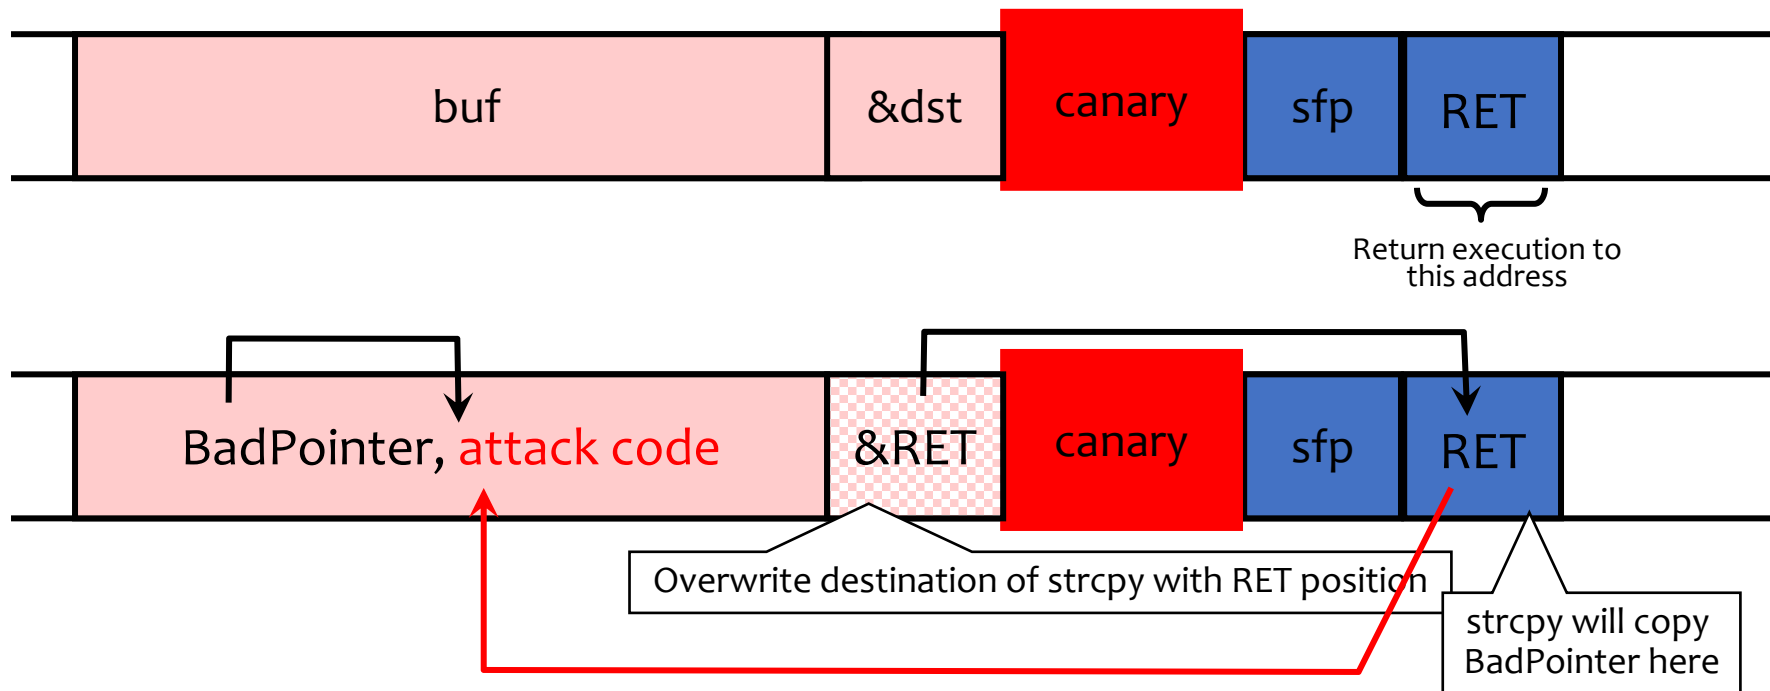 buf
&dst
canary
sfp
RET
Return execution to
this address
BadPointer, attack code
&RET
canary
sfp
RET
Overwrite destination of strcpy with RET position
strcpy will copy
BadPointer here